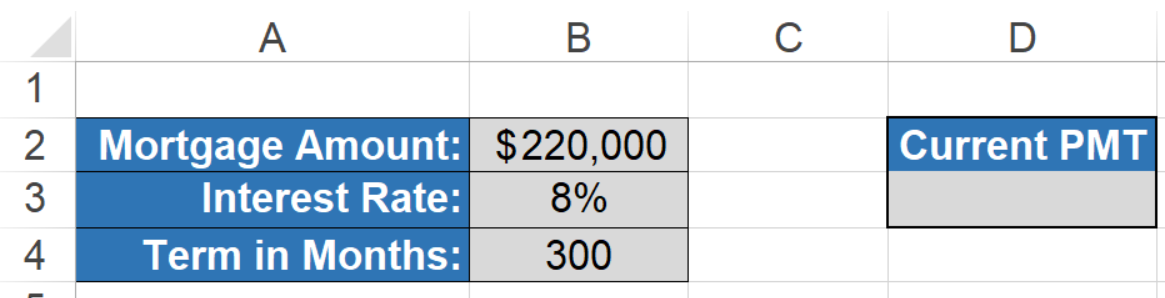 A B C D
1
2 Mortgage Amount: $220,000 Current PMT
3 Interest Rate: 8%
4 Term in Months: 300